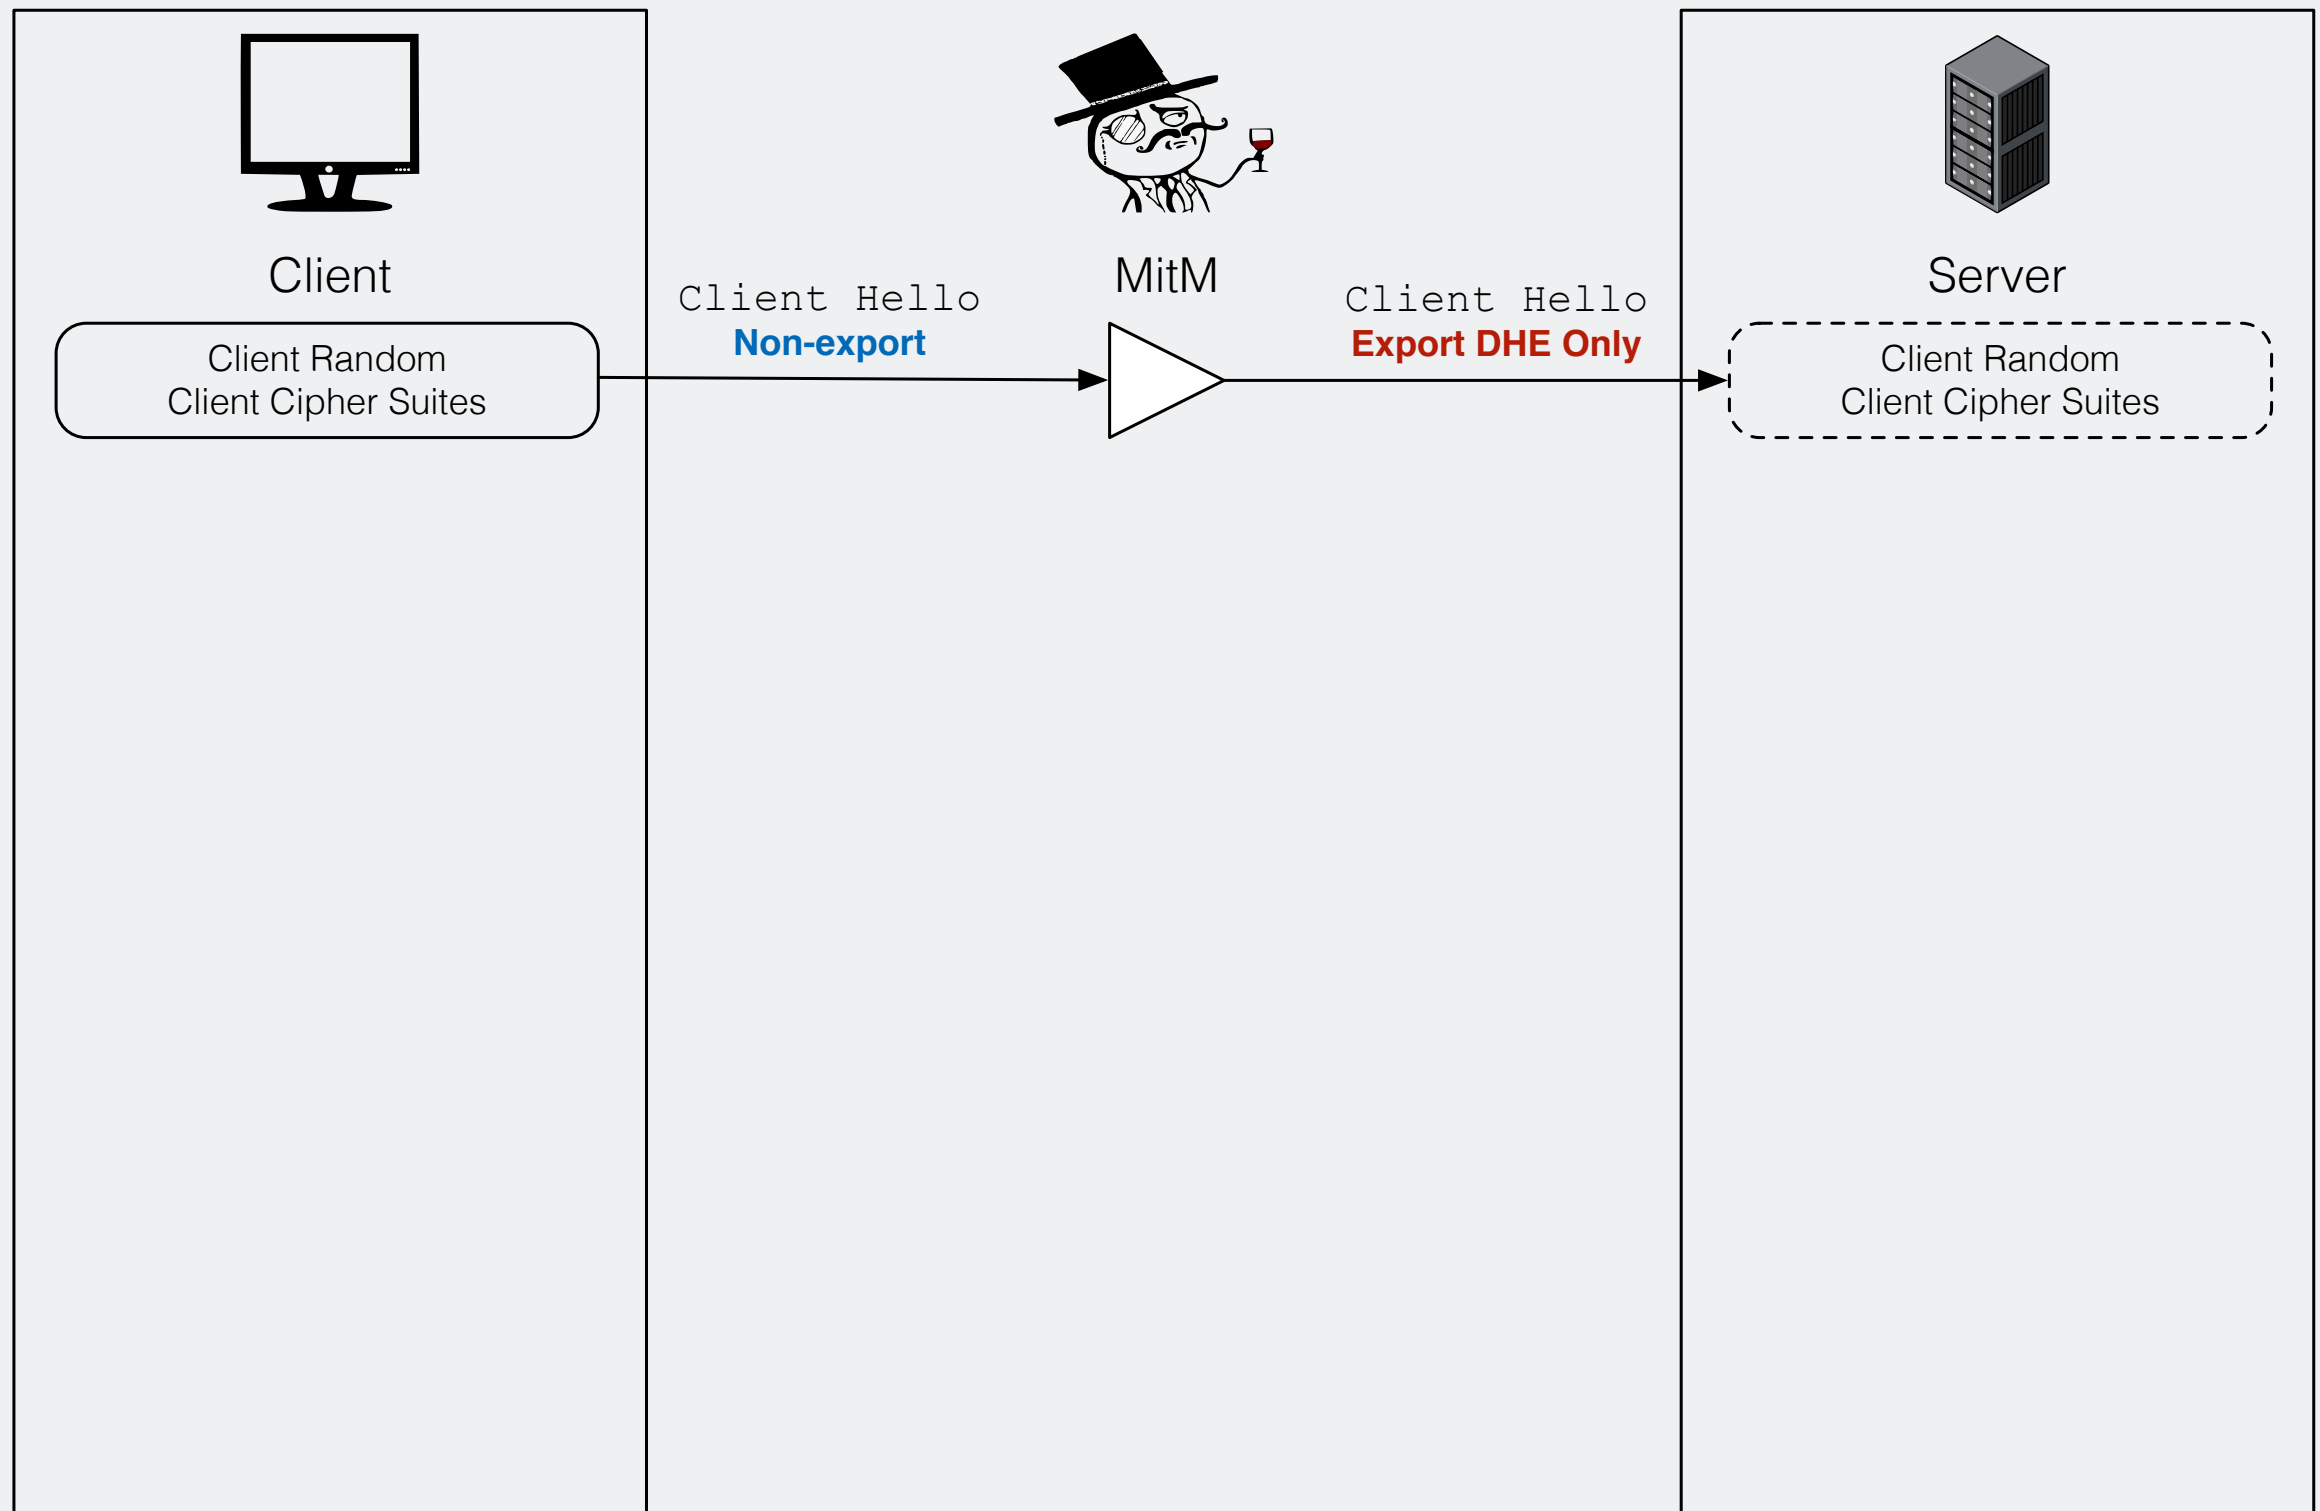 Client
MitM
Server
Client Hello
Non-export
Client Hello
Export DHE Only
Client Random
Client Cipher Suites
Client Random
Client Cipher Suites